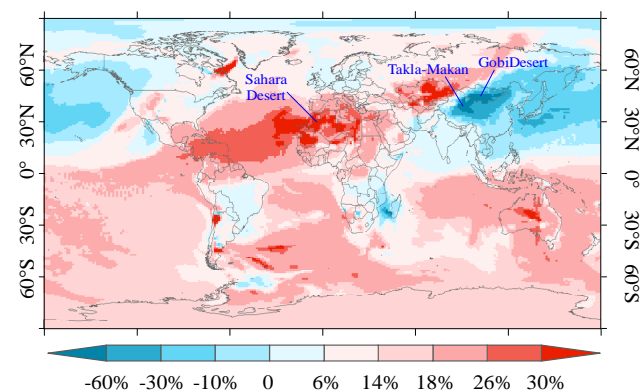 60°N
30°N
0°
30°S
60°S
Sahara
Desert
Takla-Makan
GobiDesert
60°N
30°N
0°
30°S
60°S
-60% -30% -10% 0 6% 14% 18% 26% 30%